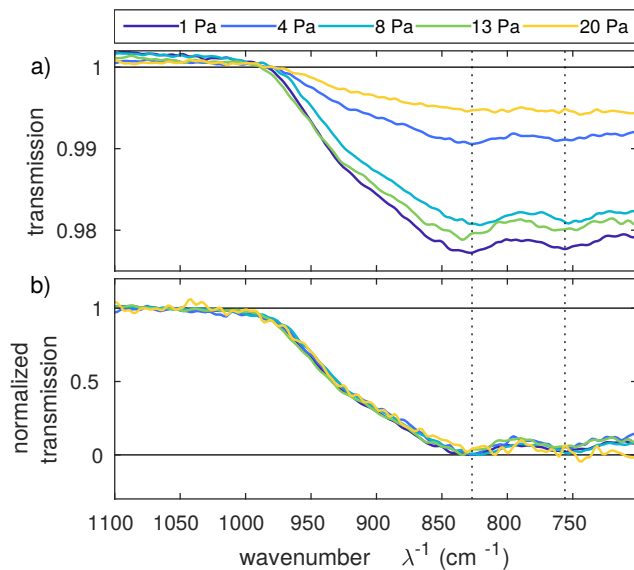 1 Pa 4 Pa 8 Pa 13 Pa 20 Pa
a)
1
0.99
0.98
transmission
b)
1
0.5
0
normalized
transmission
1100 1050 1000 950 900 850 800 750
wavenumber λ⁻¹ (cm ⁻¹)